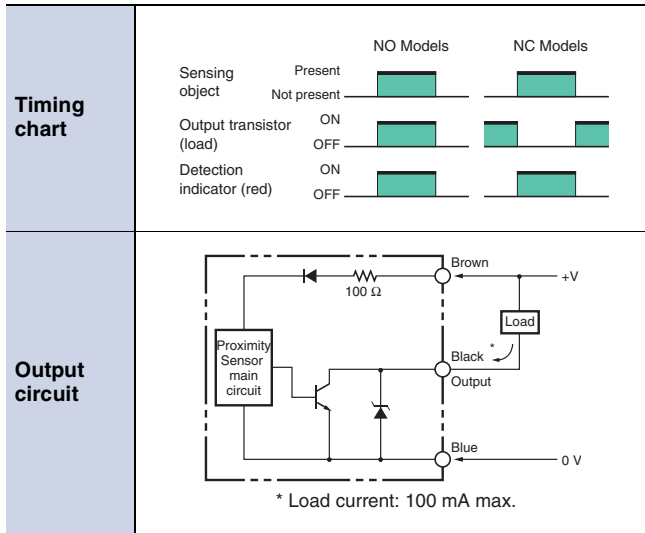 Timing
chart
NO Models
NC Models
Sensing
object
Present
Not present
Output transistor
(load)
ON
OFF
Detection
indicator (red)
ON
OFF
Output
circuit
Brown
+V
100 Ω
Load
Proximity
Sensor
main
circuit
*
Black
Output
Blue
0 V
* Load current: 100 mA max.